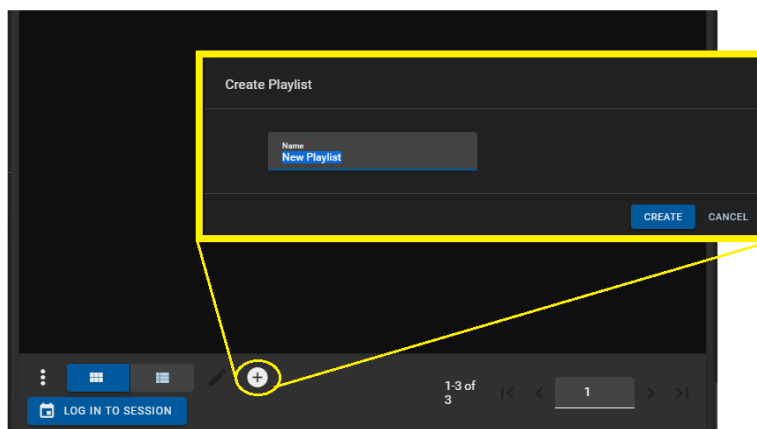 Create Playlist
Name
New Playlist
CREATE CANCEL
1-3 of
3
1
LOG IN TO SESSION